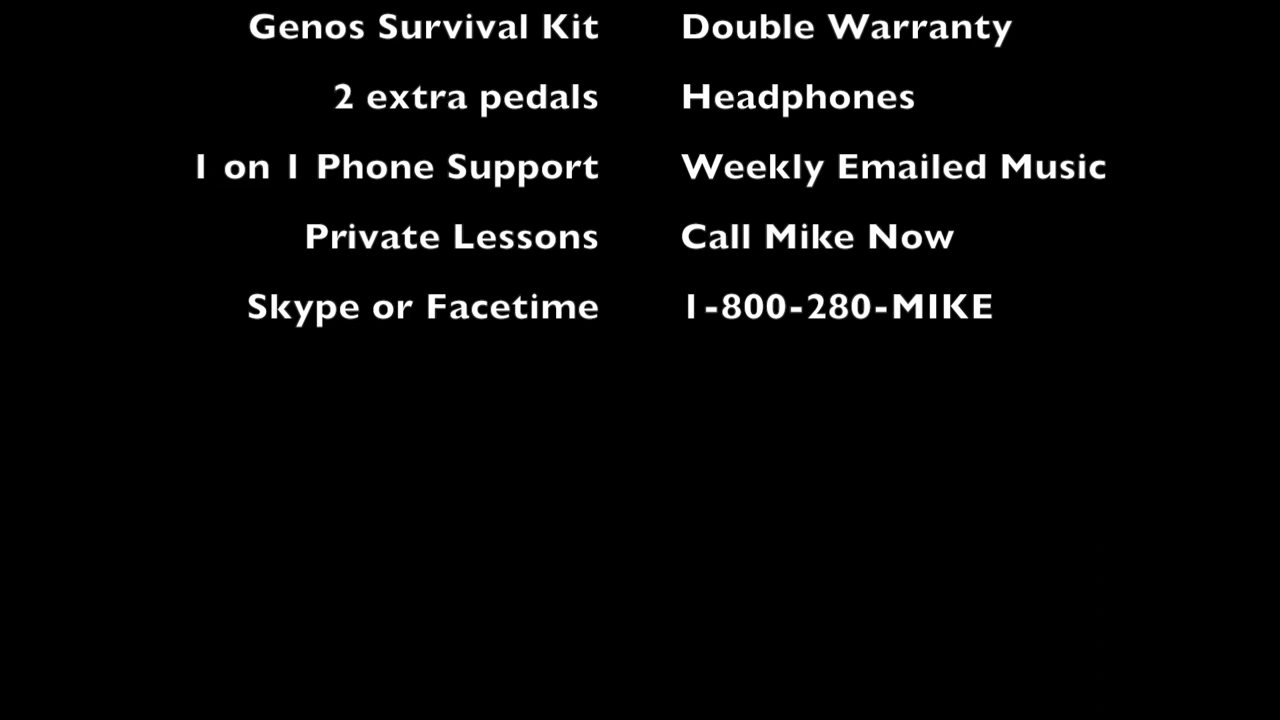 Genos Survival Kit Double Warranty
2 extra pedals Headphones
1 on 1 Phone Support Weekly Emailed Music
Private Lessons Call Mike Now
Skype or Facetime 1-800-280-MIKE